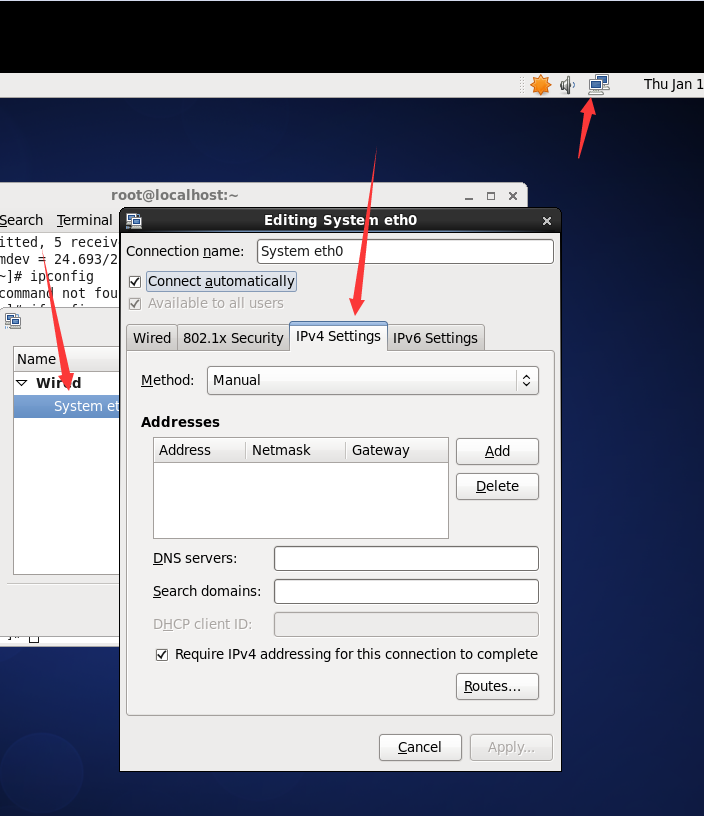 Thu Jan 1
root@localhost:~
Search Terminal
itted, 5 receiv
mdev = 24.693/2
~]# ipconfig
command not fou
Editing System eth0
Connection name: System eth0
Connect automatically
Available to all users
Wired 802.1x Security IPv4 Settings IPv6 Settings
Name
Wired
System et
Method: Manual
Addresses
Address Netmask Gateway
Add
Delete
DNS servers:
Search domains:
DHCP client ID:
Require IPv4 addressing for this connection to complete
Routes...
]#
Cancel Apply...